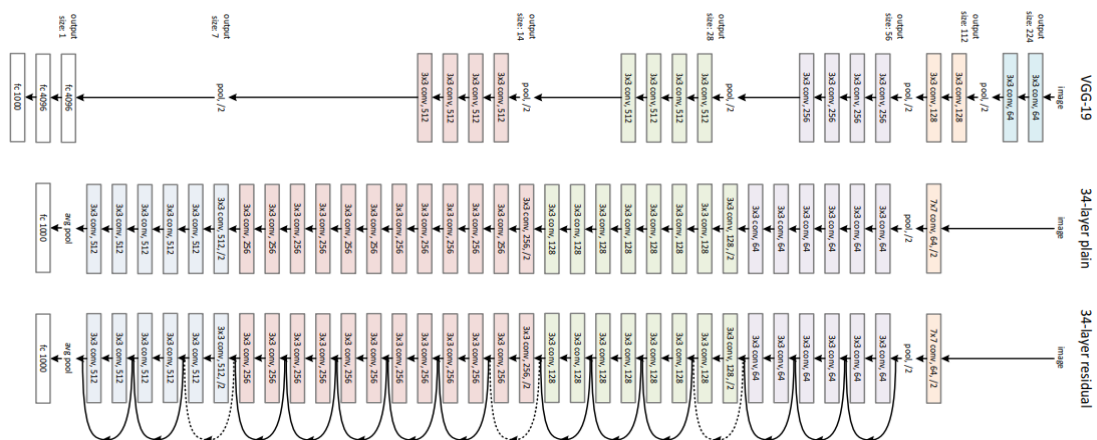 output
size: 224
output
size: 112
output
size: 56
output
size: 28
output
size: 14
output
size: 7
output
size: 1
VGG-19
image
3x3 conv, 64
3x3 conv, 64
pool, /2
3x3 conv, 128
3x3 conv, 128
pool, /2
3x3 conv, 256
3x3 conv, 256
3x3 conv, 256
3x3 conv, 256
pool, /2
3x3 conv, 512
3x3 conv, 512
3x3 conv, 512
3x3 conv, 512
pool, /2
3x3 conv, 512
3x3 conv, 512
3x3 conv, 512
3x3 conv, 512
pool, /2
fc 4096
fc 4096
fc 1000
34-layer plain
image
7x7 conv, 64, /2
pool, /2
3x3 conv, 64
3x3 conv, 64
3x3 conv, 64
3x3 conv, 64
3x3 conv, 64
3x3 conv, 64
3x3 conv, 128, /2
3x3 conv, 128
3x3 conv, 128
3x3 conv, 128
3x3 conv, 128
3x3 conv, 128
3x3 conv, 128
3x3 conv, 128
3x3 conv, 256, /2
3x3 conv, 256
3x3 conv, 256
3x3 conv, 256
3x3 conv, 256
3x3 conv, 256
3x3 conv, 256
3x3 conv, 256
3x3 conv, 256
3x3 conv, 256
3x3 conv, 256
3x3 conv, 256
3x3 conv, 512, /2
3x3 conv, 512
3x3 conv, 512
3x3 conv, 512
3x3 conv, 512
3x3 conv, 512
avg pool
fc 1000
34-layer residual
image
7x7 conv, 64, /2
pool, /2
3x3 conv, 64
3x3 conv, 64
3x3 conv, 64
3x3 conv, 64
3x3 conv, 64
3x3 conv, 64
3x3 conv, 128, /2
3x3 conv, 128
3x3 conv, 128
3x3 conv, 128
3x3 conv, 128
3x3 conv, 128
3x3 conv, 128
3x3 conv, 128
3x3 conv, 256, /2
3x3 conv, 256
3x3 conv, 256
3x3 conv, 256
3x3 conv, 256
3x3 conv, 256
3x3 conv, 256
3x3 conv, 256
3x3 conv, 256
3x3 conv, 256
3x3 conv, 256
3x3 conv, 256
3x3 conv, 512, /2
3x3 conv, 512
3x3 conv, 512
3x3 conv, 512
3x3 conv, 512
3x3 conv, 512
avg pool
fc 1000